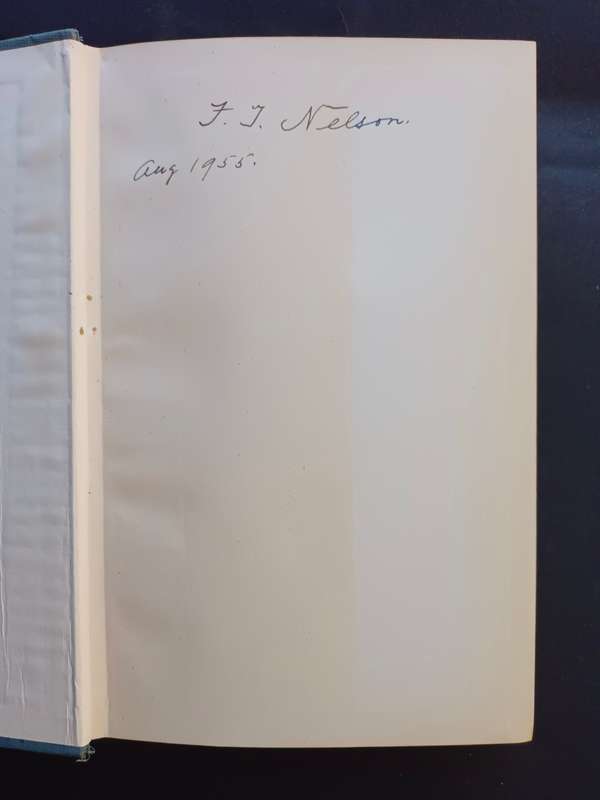 F. T. Nelson.
Aug 1955.